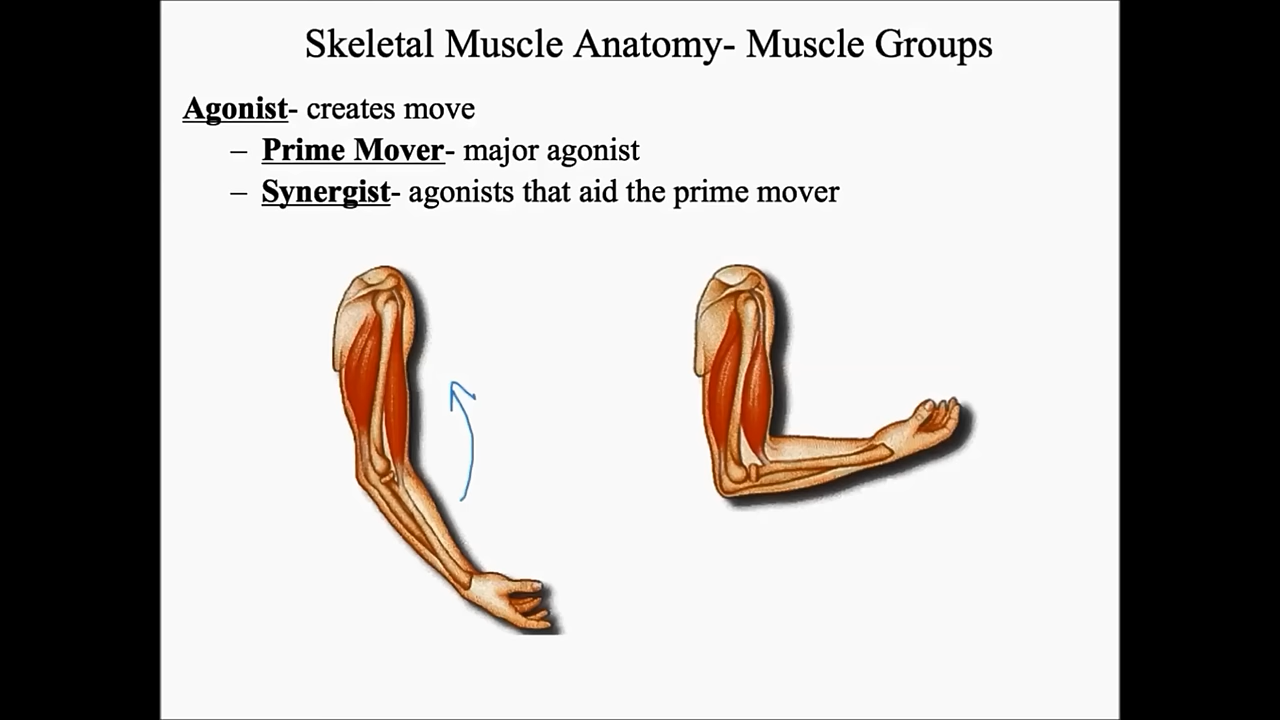 Skeletal Muscle Anatomy- Muscle Groups
Agonist- creates move
– Prime Mover- major agonist
– Synergist- agonists that aid the prime mover